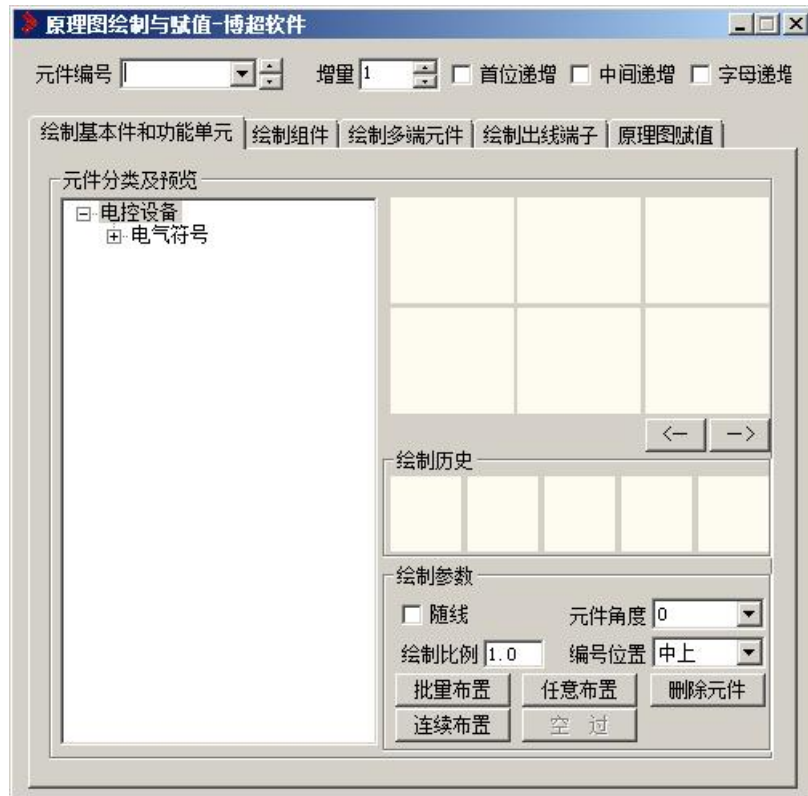 原理图绘制与赋值-博超软件
元件编号 增量 1 首位递增 中间递增 字母递增
绘制基本件和功能单元 绘制组件 绘制多端元件 绘制出线端子 原理图赋值
元件分类及预览
电控设备
电气符号
<- ->
绘制历史
绘制参数
随线 元件角度 0
绘制比例 1.0 编号位置 中上
批量布置 任意布置 删除元件
连续布置 空 过